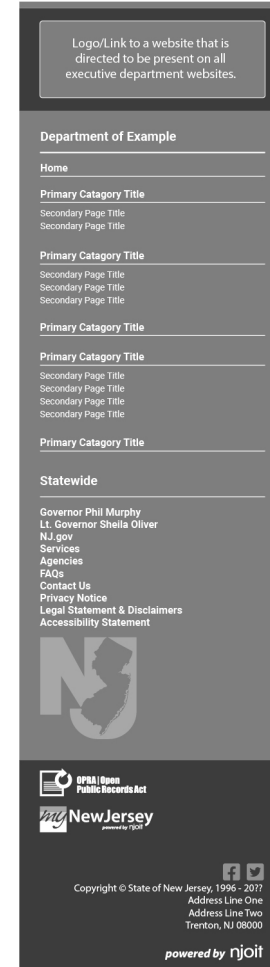 Logo/Link to a website that is
directed to be present on all
executive department websites.
Department of Example
Home
Primary Catagory Title
Secondary Page Title
Secondary Page Title
Primary Catagory Title
Secondary Page Title
Secondary Page Title
Secondary Page Title
Primary Catagory Title
Primary Catagory Title
Secondary Page Title
Secondary Page Title
Secondary Page Title
Secondary Page Title
Primary Catagory Title
Statewide
Governor Phil Murphy
Lt. Governor Sheila Oliver
NJ.gov
Services
Agencies
FAQs
Contact Us
Privacy Notice
Legal Statement & Disclaimers
Accessibility Statement
NJ
OPRA | Open
Public Records Act
my NewJersey
powered by njoit
Copyright © State of New Jersey, 1996 - 20??
Address Line One
Address Line Two
Trenton, NJ 08000
powered by njoit